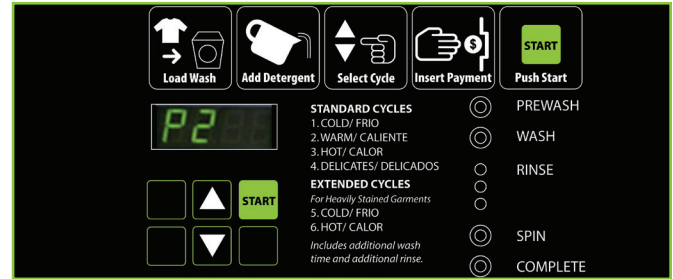 $
START
Load Wash
Add Detergent
Select Cycle
Insert Payment
Push Start
P2
START
STANDARD CYCLES
1. COLD/ FRIO
2. WARM/ CALIENTE
3. HOT/ CALOR
4. DELICATES/ DELICADOS
EXTENDED CYCLES
For Heavily Stained Garments
5. COLD/ FRIO
6. HOT/ CALOR
Includes additional wash
time and additional rinse.
PREWASH
WASH
RINSE
SPIN
COMPLETE